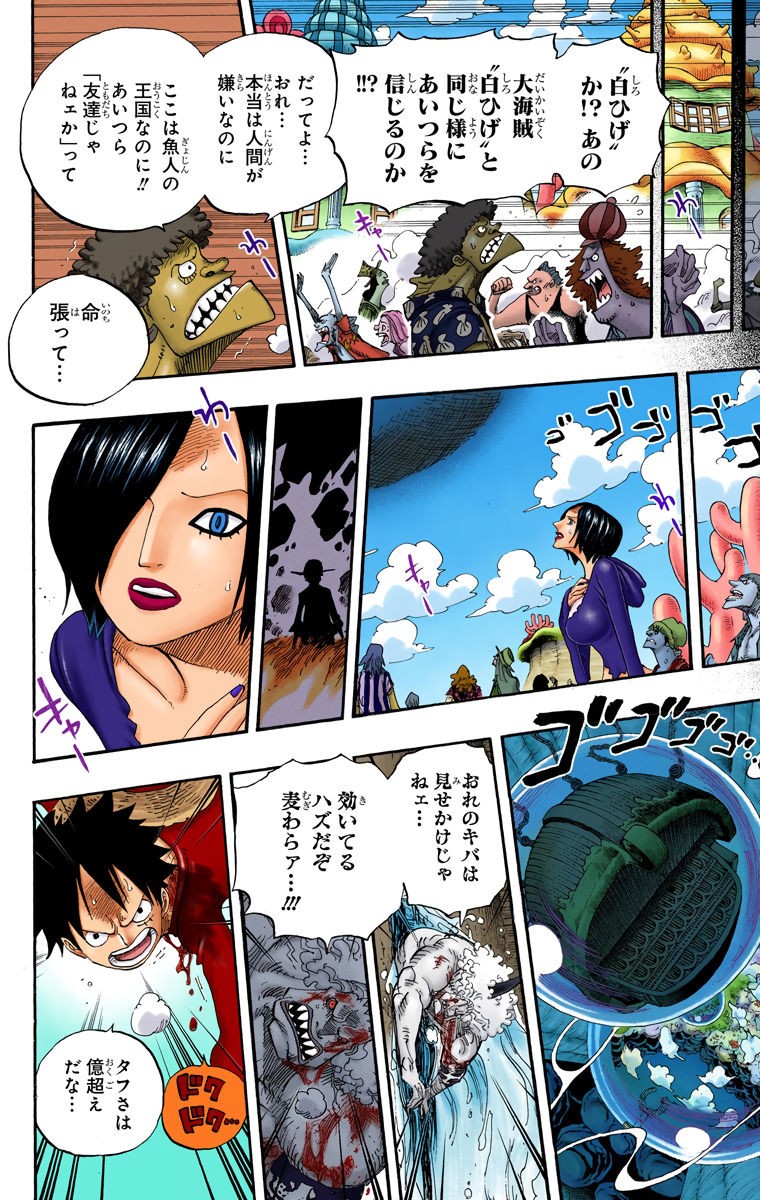 “白ひげ”
か!? あの
大海賊
“白ひげ”と
同じ様に
あいつらを
信じるのか
!!?
だってよ…
おれ…
本当は人間が
嫌いなのに
ここは魚人の
王国なのに!!
あいつら
「友達じゃ
ねェか」って
命
張って…
わー
キャー
わー
わー
ゴゴゴゴ
ゴ
わー
キャー
わー
キャー
ゴゴゴゴゴ…
おれのキバは
見せかけじゃ
ねェ…
効いてる
ハズだぞ
麦わらァ…!!!
タフさは
億超え
だな…
ドク
ドク…